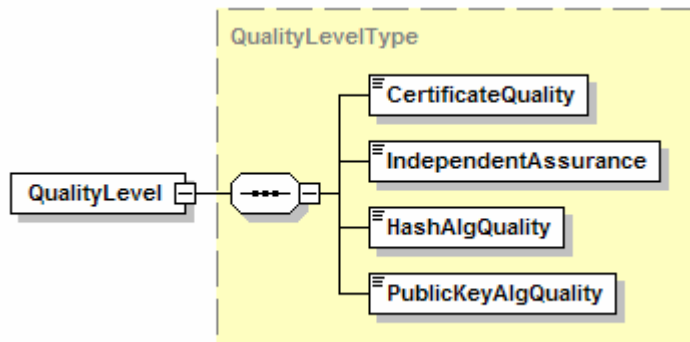 QualityLevelType
CertificateQuality
IndependentAssurance
QualityLevel
HashAlgQuality
PublicKeyAlgQuality